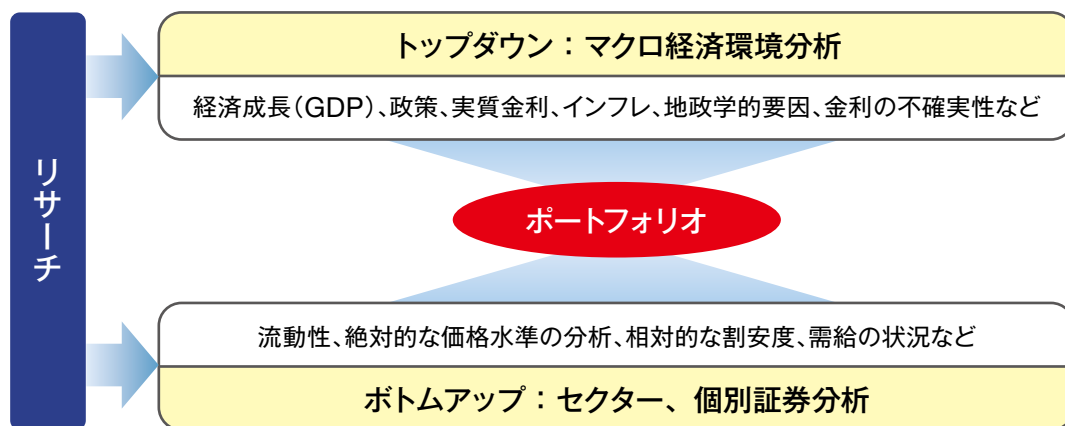 リサーチ
トップダウン：マクロ経済環境分析
経済成長（GDP）、政策、実質金利、インフレ、地政学的要因、金利の不確実性など
ポートフォリオ
流動性、絶対的な価格水準の分析、相対的な割安度、需給の状況など
ボトムアップ：セクター、個別証券分析